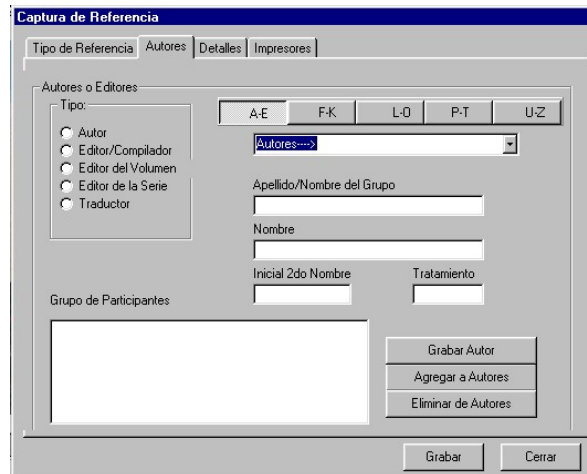 Captura de Referencia
Tipo de Referencia Autores Detalles Impresores
Autores o Editores
Tipo:
Autor
Editor/Compilador
Editor del Volumen
Editor de la Serie
Traductor
A-E F-K L-O P-T U-Z
Autores---->
Apellido/Nombre del Grupo
Nombre
Inicial 2do Nombre Tratamiento
Grupo de Participantes
Grabar Autor
Agregar a Autores
Eliminar de Autores
Grabar Cerrar